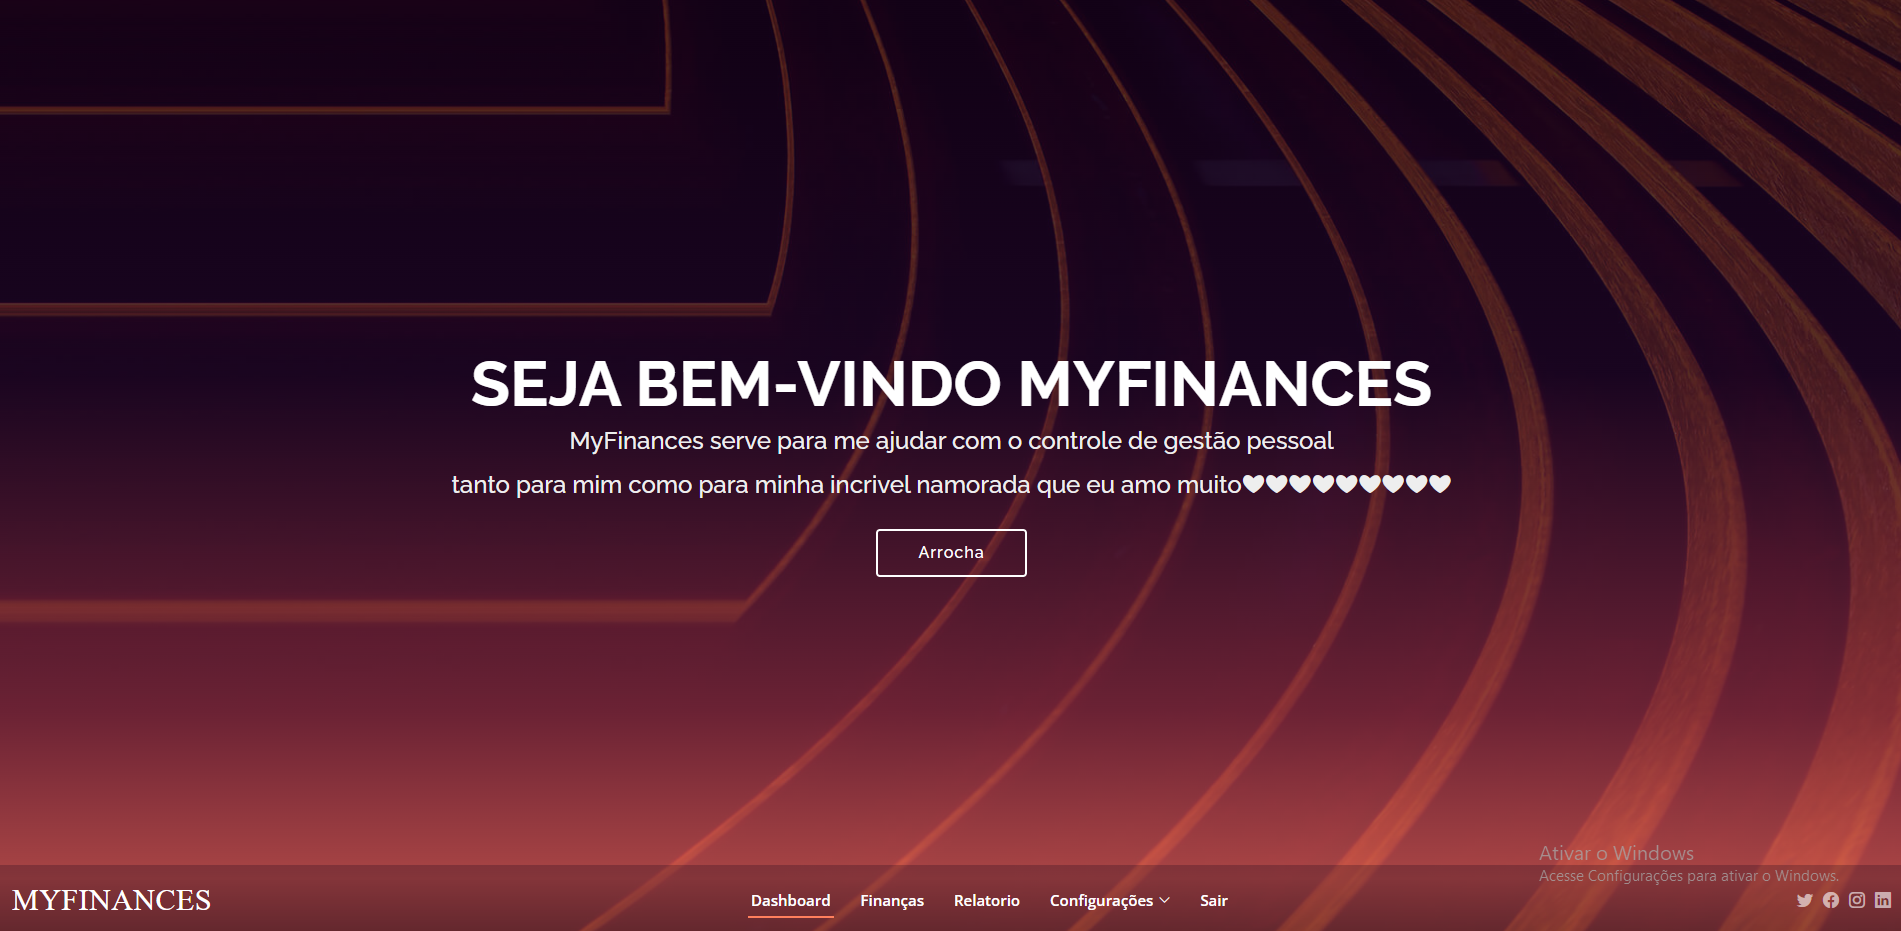 SEJA BEM-VINDO MYFINANCES
MyFinances serve para me ajudar com o controle de gestão pessoal
tanto para mim como para minha incrivel namorada que eu amo muito🤍🤍🤍🤍🤍🤍🤍🤍🤍
Arrocha
Ativar o Windows
Acesse Configurações para ativar o Windows.
MYFINANCES
Dashboard
Finanças
Relatorio
Configurações
Sair